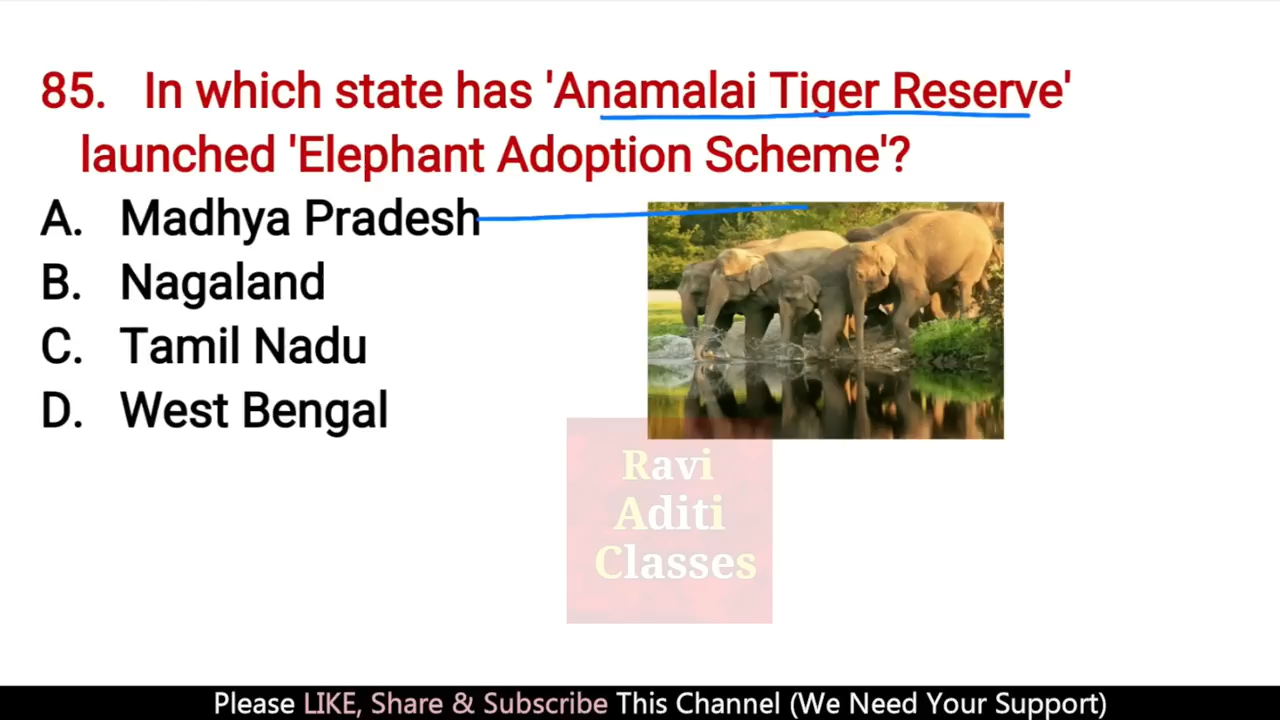 85. In which state has 'Anamalai Tiger Reserve'
launched 'Elephant Adoption Scheme'?
A. Madhya Pradesh
B. Nagaland
C. Tamil Nadu
D. West Bengal
Ravi
Aditi
Classes
Please LIKE, Share & Subscribe This Channel (We Need Your Support)